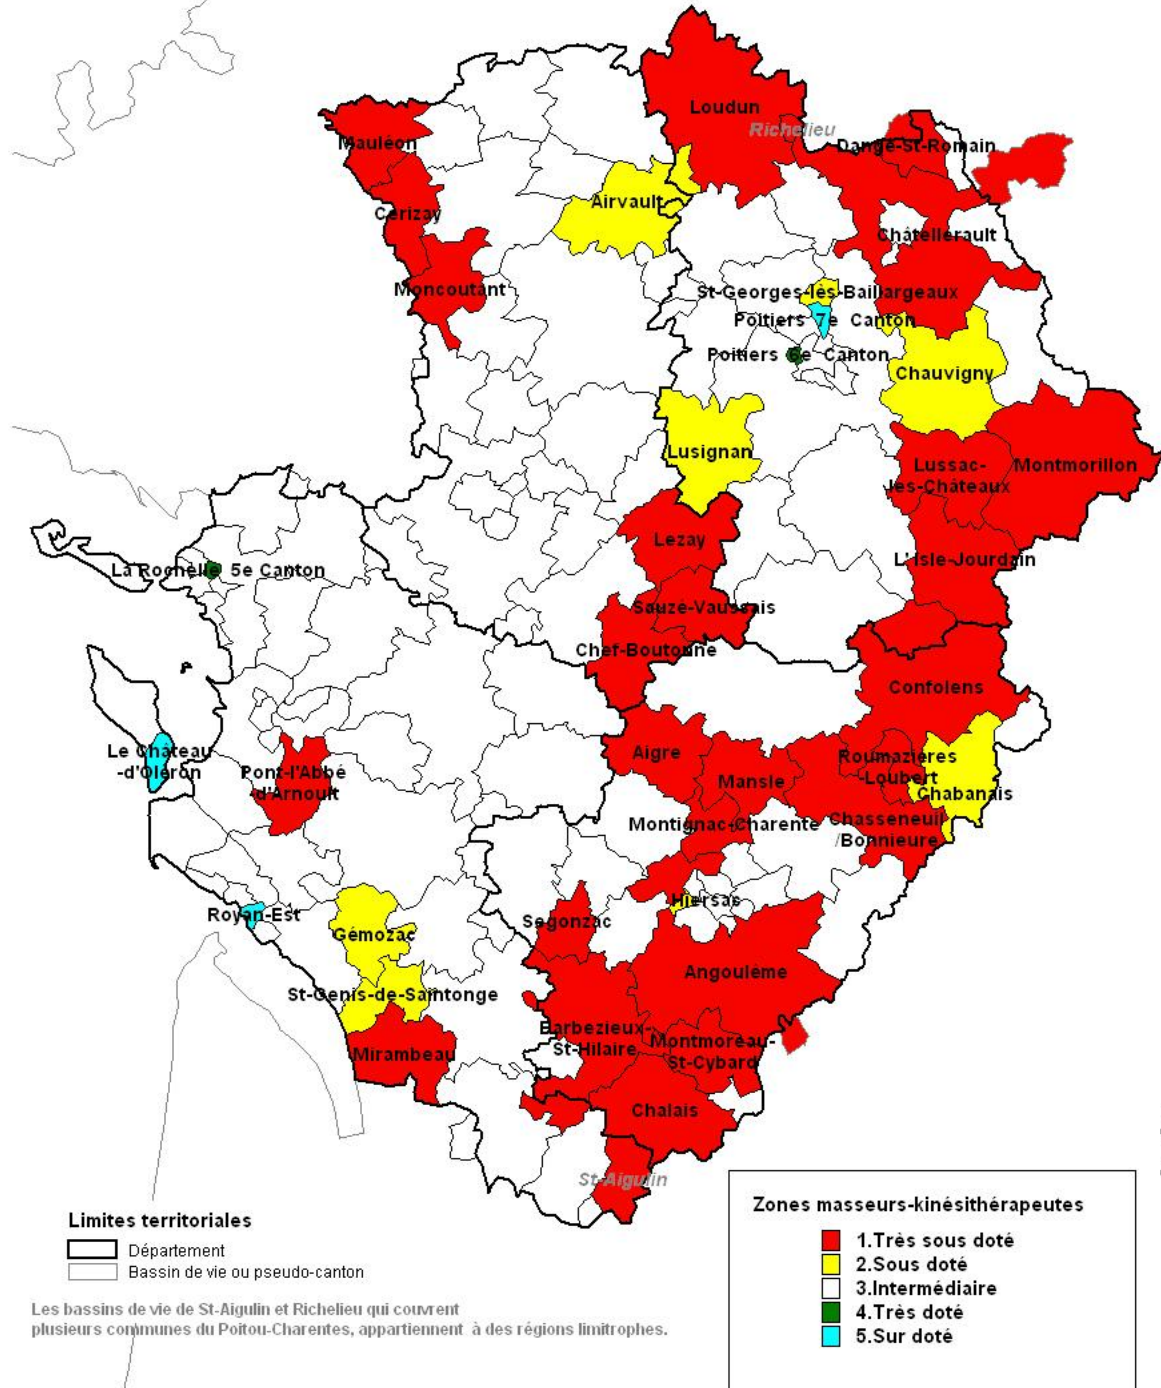 Loudun
Richelieu
Mauléon
Dangé-St-Romain
Airvault
Cerizay
Châtellerault
Moncoutant
St-Georges-lès-Baillargeaux
Poitiers 7e Canton
Poitiers 6e Canton
Chauvigny
Lusignan
Lussac-
les-Châteaux
Montmorillon
Lezay
L'Isle-Jourdain
La Rochelle 5e Canton
Sauzé-Vaussais
Chef-Boutonne
Confolens
Le Château
-d'Oléron
Pont-l'Abbé
-d'Arnoult
Aigre
Mansle
Roumazières
-Loubert
Chabanais
Montignac-Charente
Chasseneuil
/Bonnieure
Hiersac
Royan-Est
Segonzac
Gémozac
Angoulême
St-Genis-de-Saintonge
Barbezieux-
St-Hilaire
Montmoreau-
St-Cybard
Mirambeau
Chalais
St-Aigulin
Limites territoriales
Département
Bassin de vie ou pseudo-canton
Les bassins de vie de St-Aigulin et Richelieu qui couvrent
plusieurs communes du Poitou-Charentes, appartiennent à des régions limitrophes.
Zones masseurs-kinésithérapeutes
1.Très sous doté
2.Sous doté
3.Intermédiaire
4.Très doté
5.Sur doté